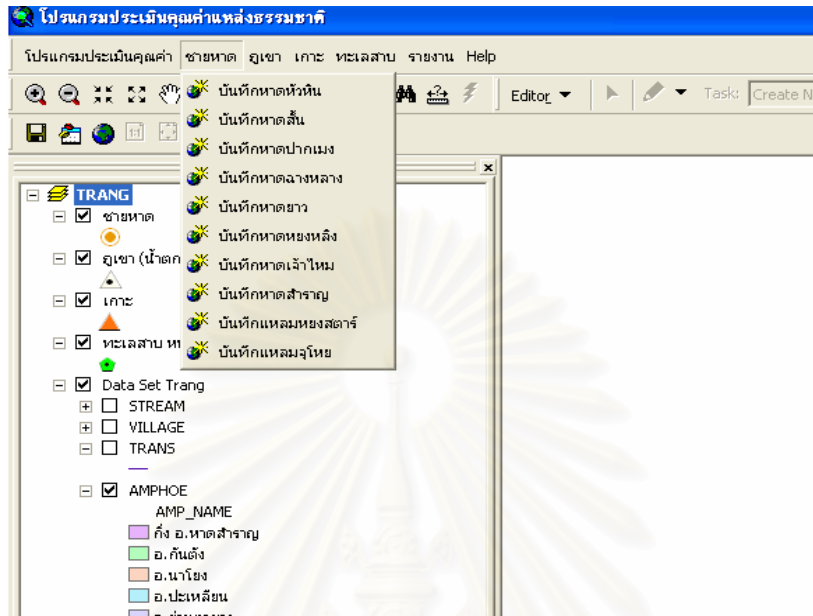 โปรแกรมประเมินคุณค่าแหล่งธรรมชาติ
โปรแกรมประเมินคุณค่า ชายหาด ภูเขา เกาะ ทะเลสาบ รายงาน Help
Editor Task: Create N
บันทึกหาดหัวหิน
บันทึกหาดสั้น
บันทึกหาดปากเมง
บันทึกหาดฉางหลาง
บันทึกหาดยาว
บันทึกหาดหยงหลิง
บันทึกหาดเจ้าไหม
บันทึกหาดสำราญ
บันทึกแหลมหยงสตาร์
บันทึกแหลมจุโหย
TRANG
ชายหาด
ภูเขา (น้ำตก
เกาะ
ทะเลสาบ
Data Set Trang
STREAM
VILLAGE
TRANS
AMPHOE
AMP_NAME
กิ่ง อ.หาดสำราญ
อ.กันตัง
อ.นาโยง
อ.ปะเหลียน